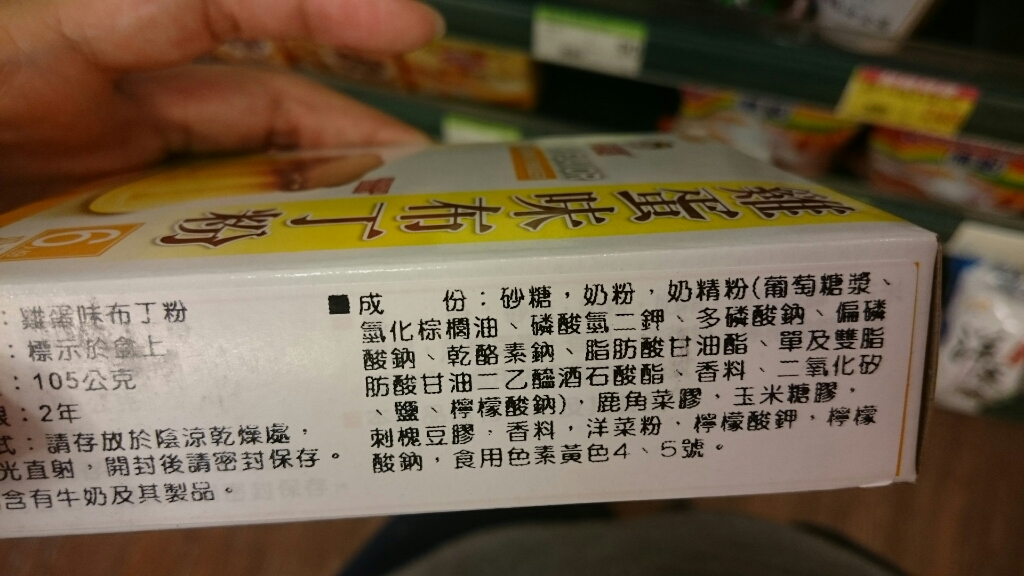 雞蛋味布丁粉
6
：雞蛋味布丁粉
：標示於盒上
：105公克
：2年
式：請存放於陰涼乾燥處，
光直射，開封後請密封保存。
含有牛奶及其製品。
■成　份：砂糖，奶粉，奶精粉(葡萄糖漿、
氫化棕櫚油、磷酸氫二鉀、多磷酸鈉、偏磷
酸鈉、乾酪素鈉、脂肪酸甘油酯、單及雙脂
肪酸甘油二乙醯酒石酸酯、香料、二氧化矽
、鹽、檸檬酸鈉)，鹿角菜膠，玉米糖膠，
刺槐豆膠，香料，洋菜粉，檸檬酸鉀，檸檬
酸鈉，食用色素黃色4、5號。